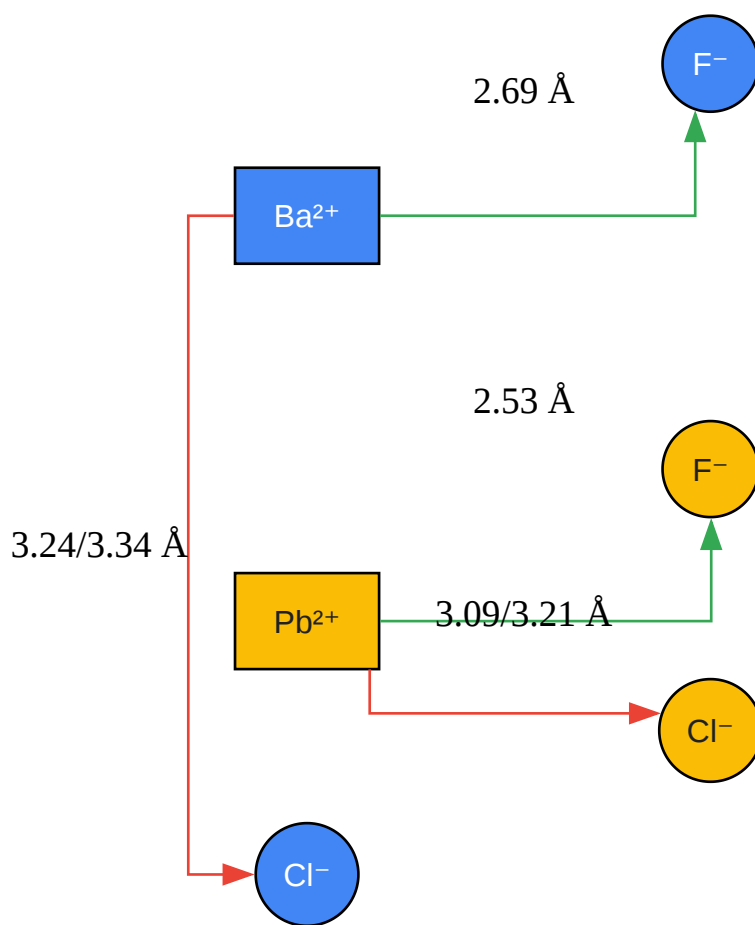 F⁻
2.69 Å
Ba²⁺
2.53 Å
F⁻
3.24/3.34 Å
Pb²⁺
3.09/3.21 Å
Cl⁻
Cl⁻